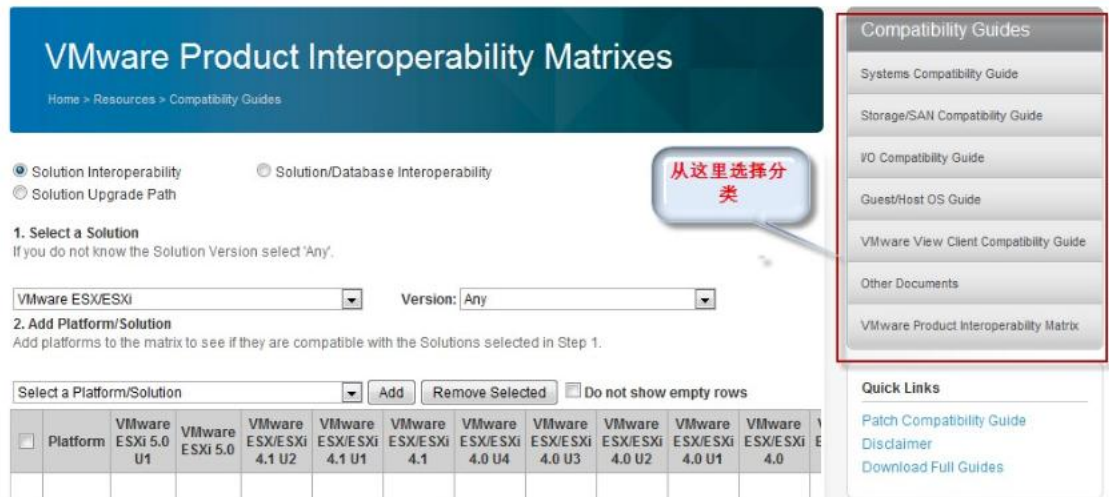 VMware Product Interoperability Matrixes
Home > Resources > Compatibility Guides
Solution Interoperability
Solution/Database Interoperability
Solution Upgrade Path
1. Select a Solution
If you do not know the Solution Version select 'Any'.
VMware ESX/ESXi
Version: Any
2. Add Platform/Solution
Add platforms to the matrix to see if they are compatible with the Solutions selected in Step 1.
Select a Platform/Solution
Add
Remove Selected
Do not show empty rows
Platform
VMware
ESXi 5.0
U1
VMware
ESXi 5.0
VMware
ESX/ESXi
4.1 U2
VMware
ESX/ESXi
4.1 U1
VMware
ESX/ESXi
4.1
VMware
ESX/ESXi
4.0 U4
VMware
ESX/ESXi
4.0 U3
VMware
ESX/ESXi
4.0 U2
VMware
ESX/ESXi
4.0 U1
VMware
ESX/ESXi
4.0
从这里选择分
类
Compatibility Guides
Systems Compatibility Guide
Storage/SAN Compatibility Guide
I/O Compatibility Guide
Guest/Host OS Guide
VMware View Client Compatibility Guide
Other Documents
VMware Product Interoperability Matrix
Quick Links
Patch Compatibility Guide
Disclaimer
Download Full Guides